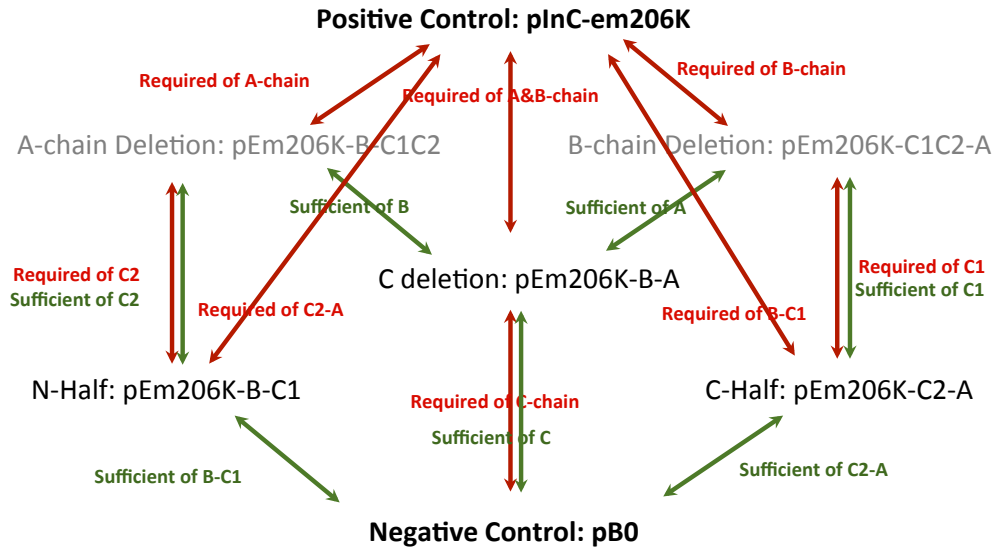 Positive Control: pInC-em206K
Required of A-chain
Required of B-chain
Required of A&B-chain
A-chain Deletion: pEm206K-B-C1C2
B-chain Deletion: pEm206K-C1C2-A
Sufficient of B
Sufficient of A
Required of C2
Sufficient of C2
C deletion: pEm206K-B-A
Required of C1
Sufficient of C1
Required of C2-A
Required of B-C1
N-Half: pEm206K-B-C1
C-Half: pEm206K-C2-A
Required of C-chain
Sufficient of C
Sufficient of B-C1
Sufficient of C2-A
Negative Control: pB0